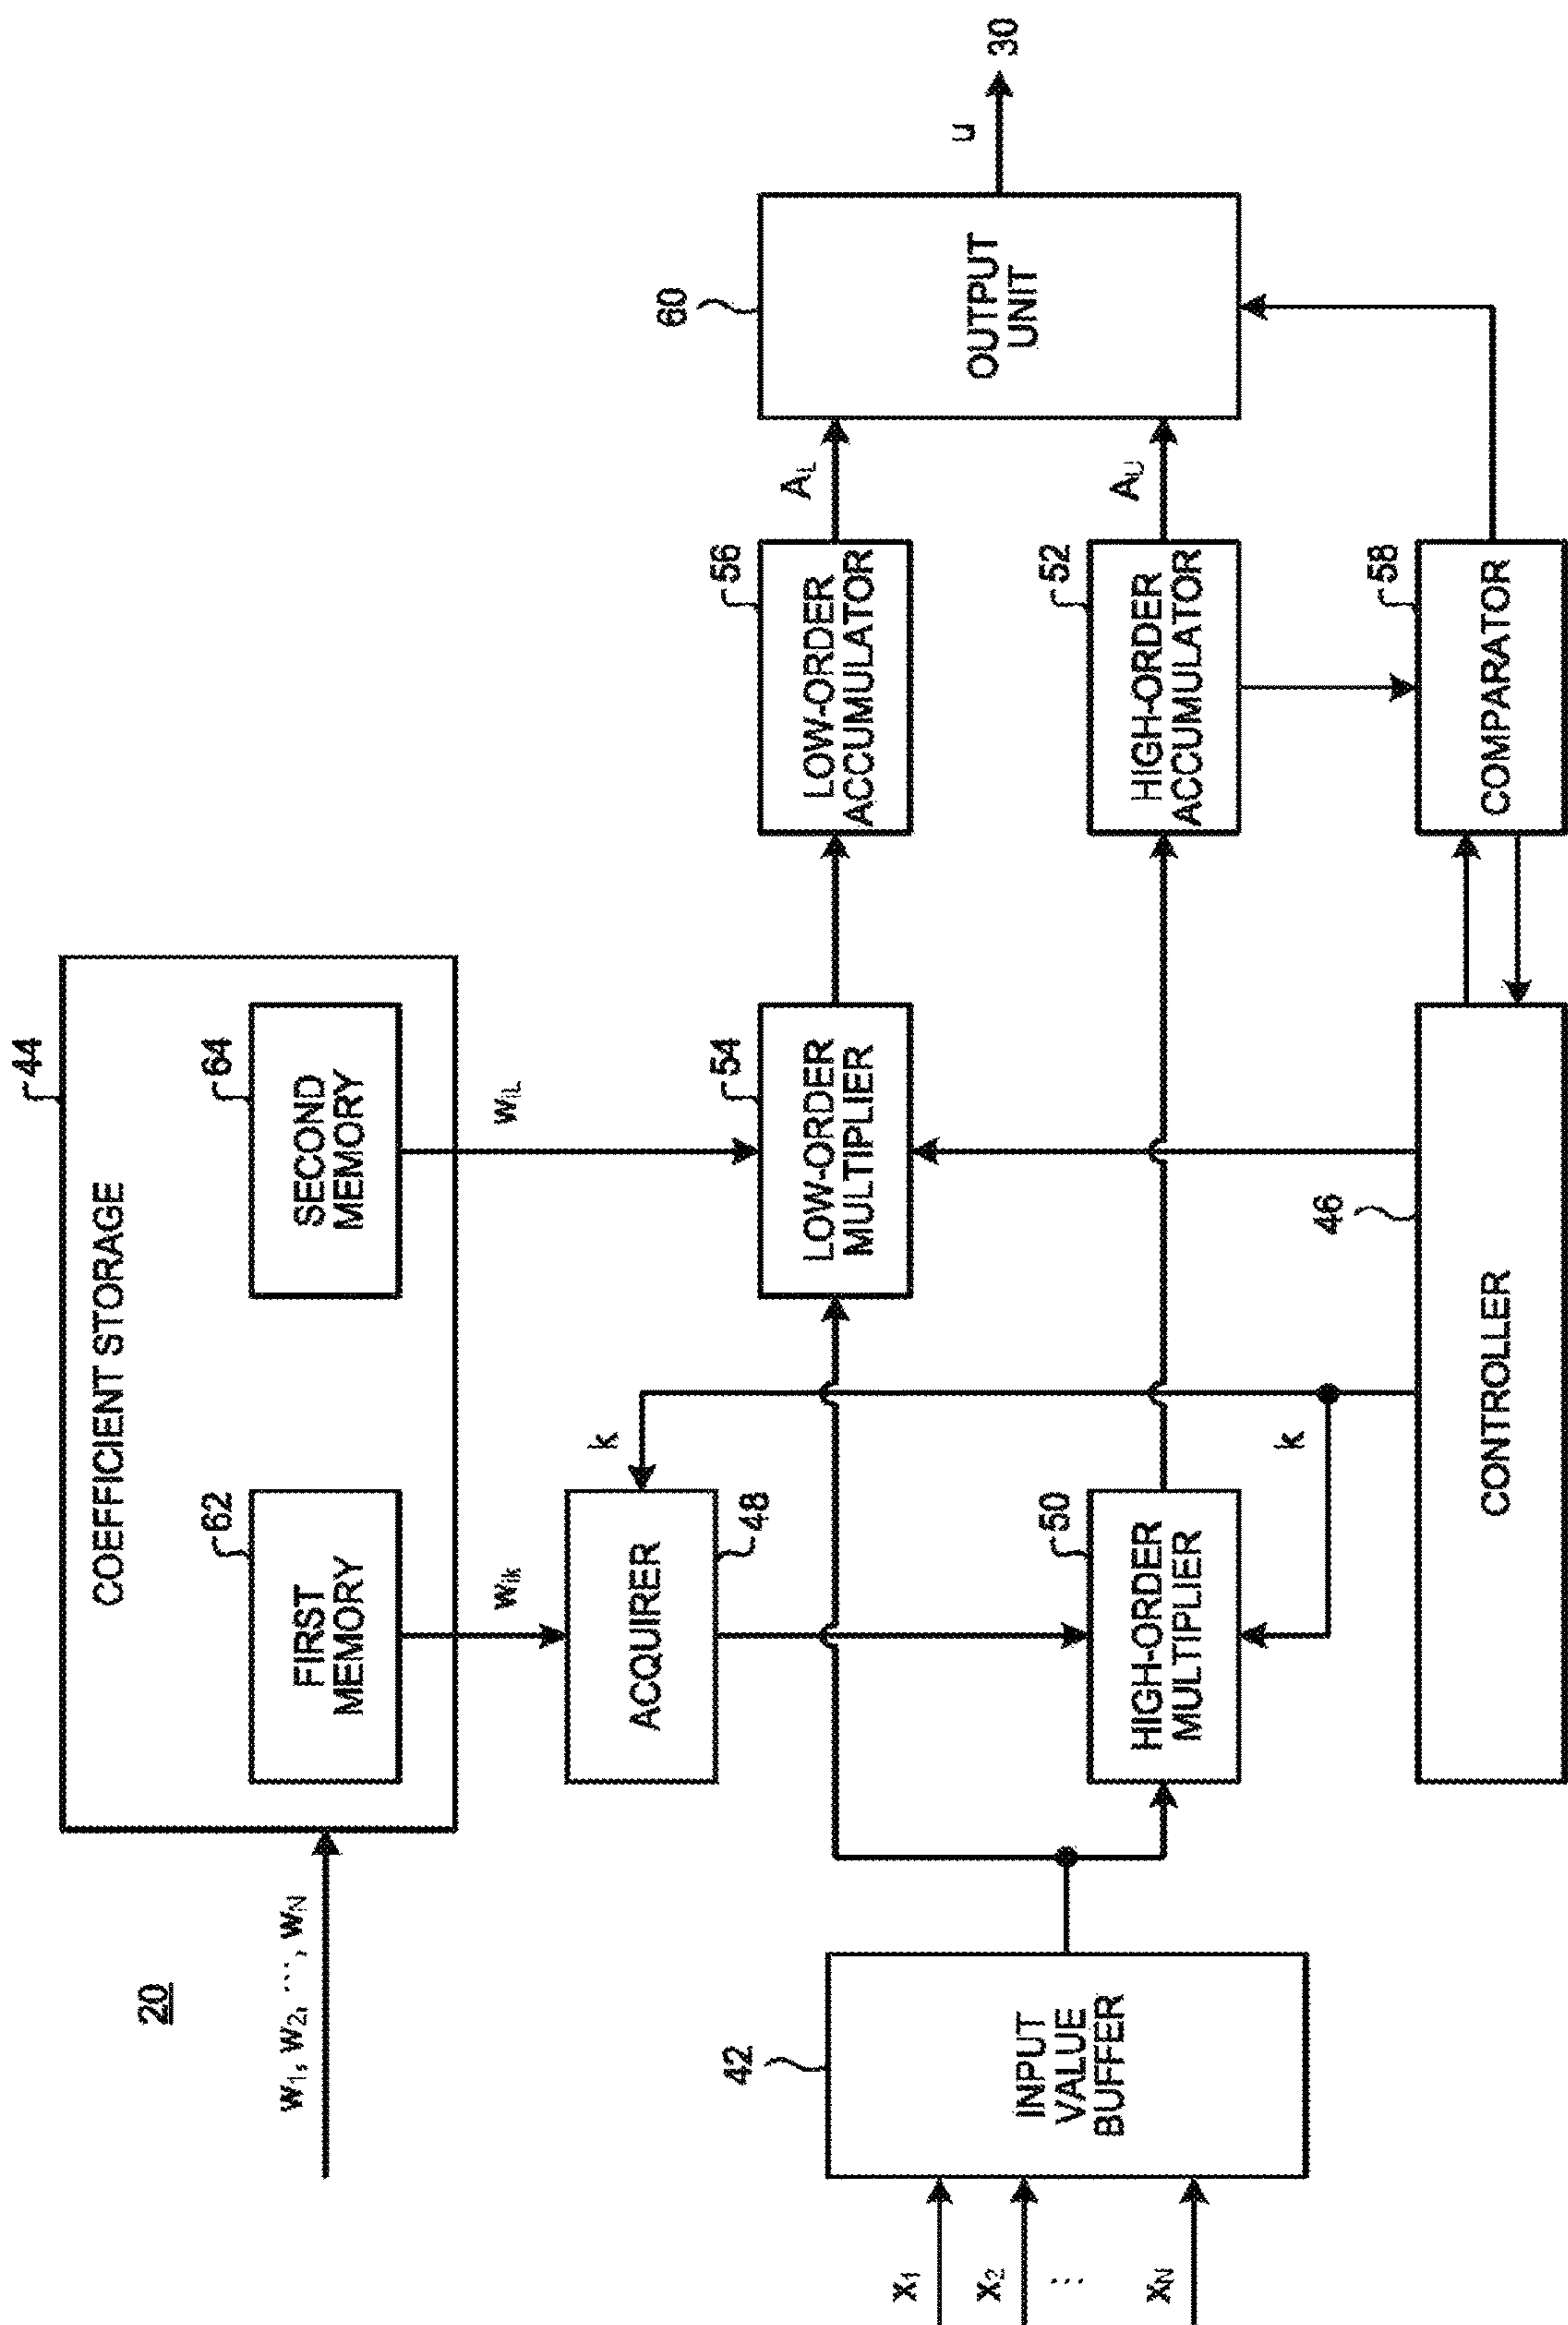 20
w₁, w₂, ···, wN
44
COEFFICIENT STORAGE
62
FIRST
MEMORY
64
SECOND
MEMORY
wik
wiL
k
ACQUIRER
48
54
LOW-ORDER
MULTIPLIER
56
LOW-ORDER
ACCUMULATOR
AL
60
OUTPUT
UNIT
u
30
42
INPUT
VALUE
BUFFER
x₁
x₂
···
xN
50
HIGH-ORDER
MULTIPLIER
k
52
HIGH-ORDER
ACCUMULATOR
AU
46
CONTROLLER
58
COMPARATOR